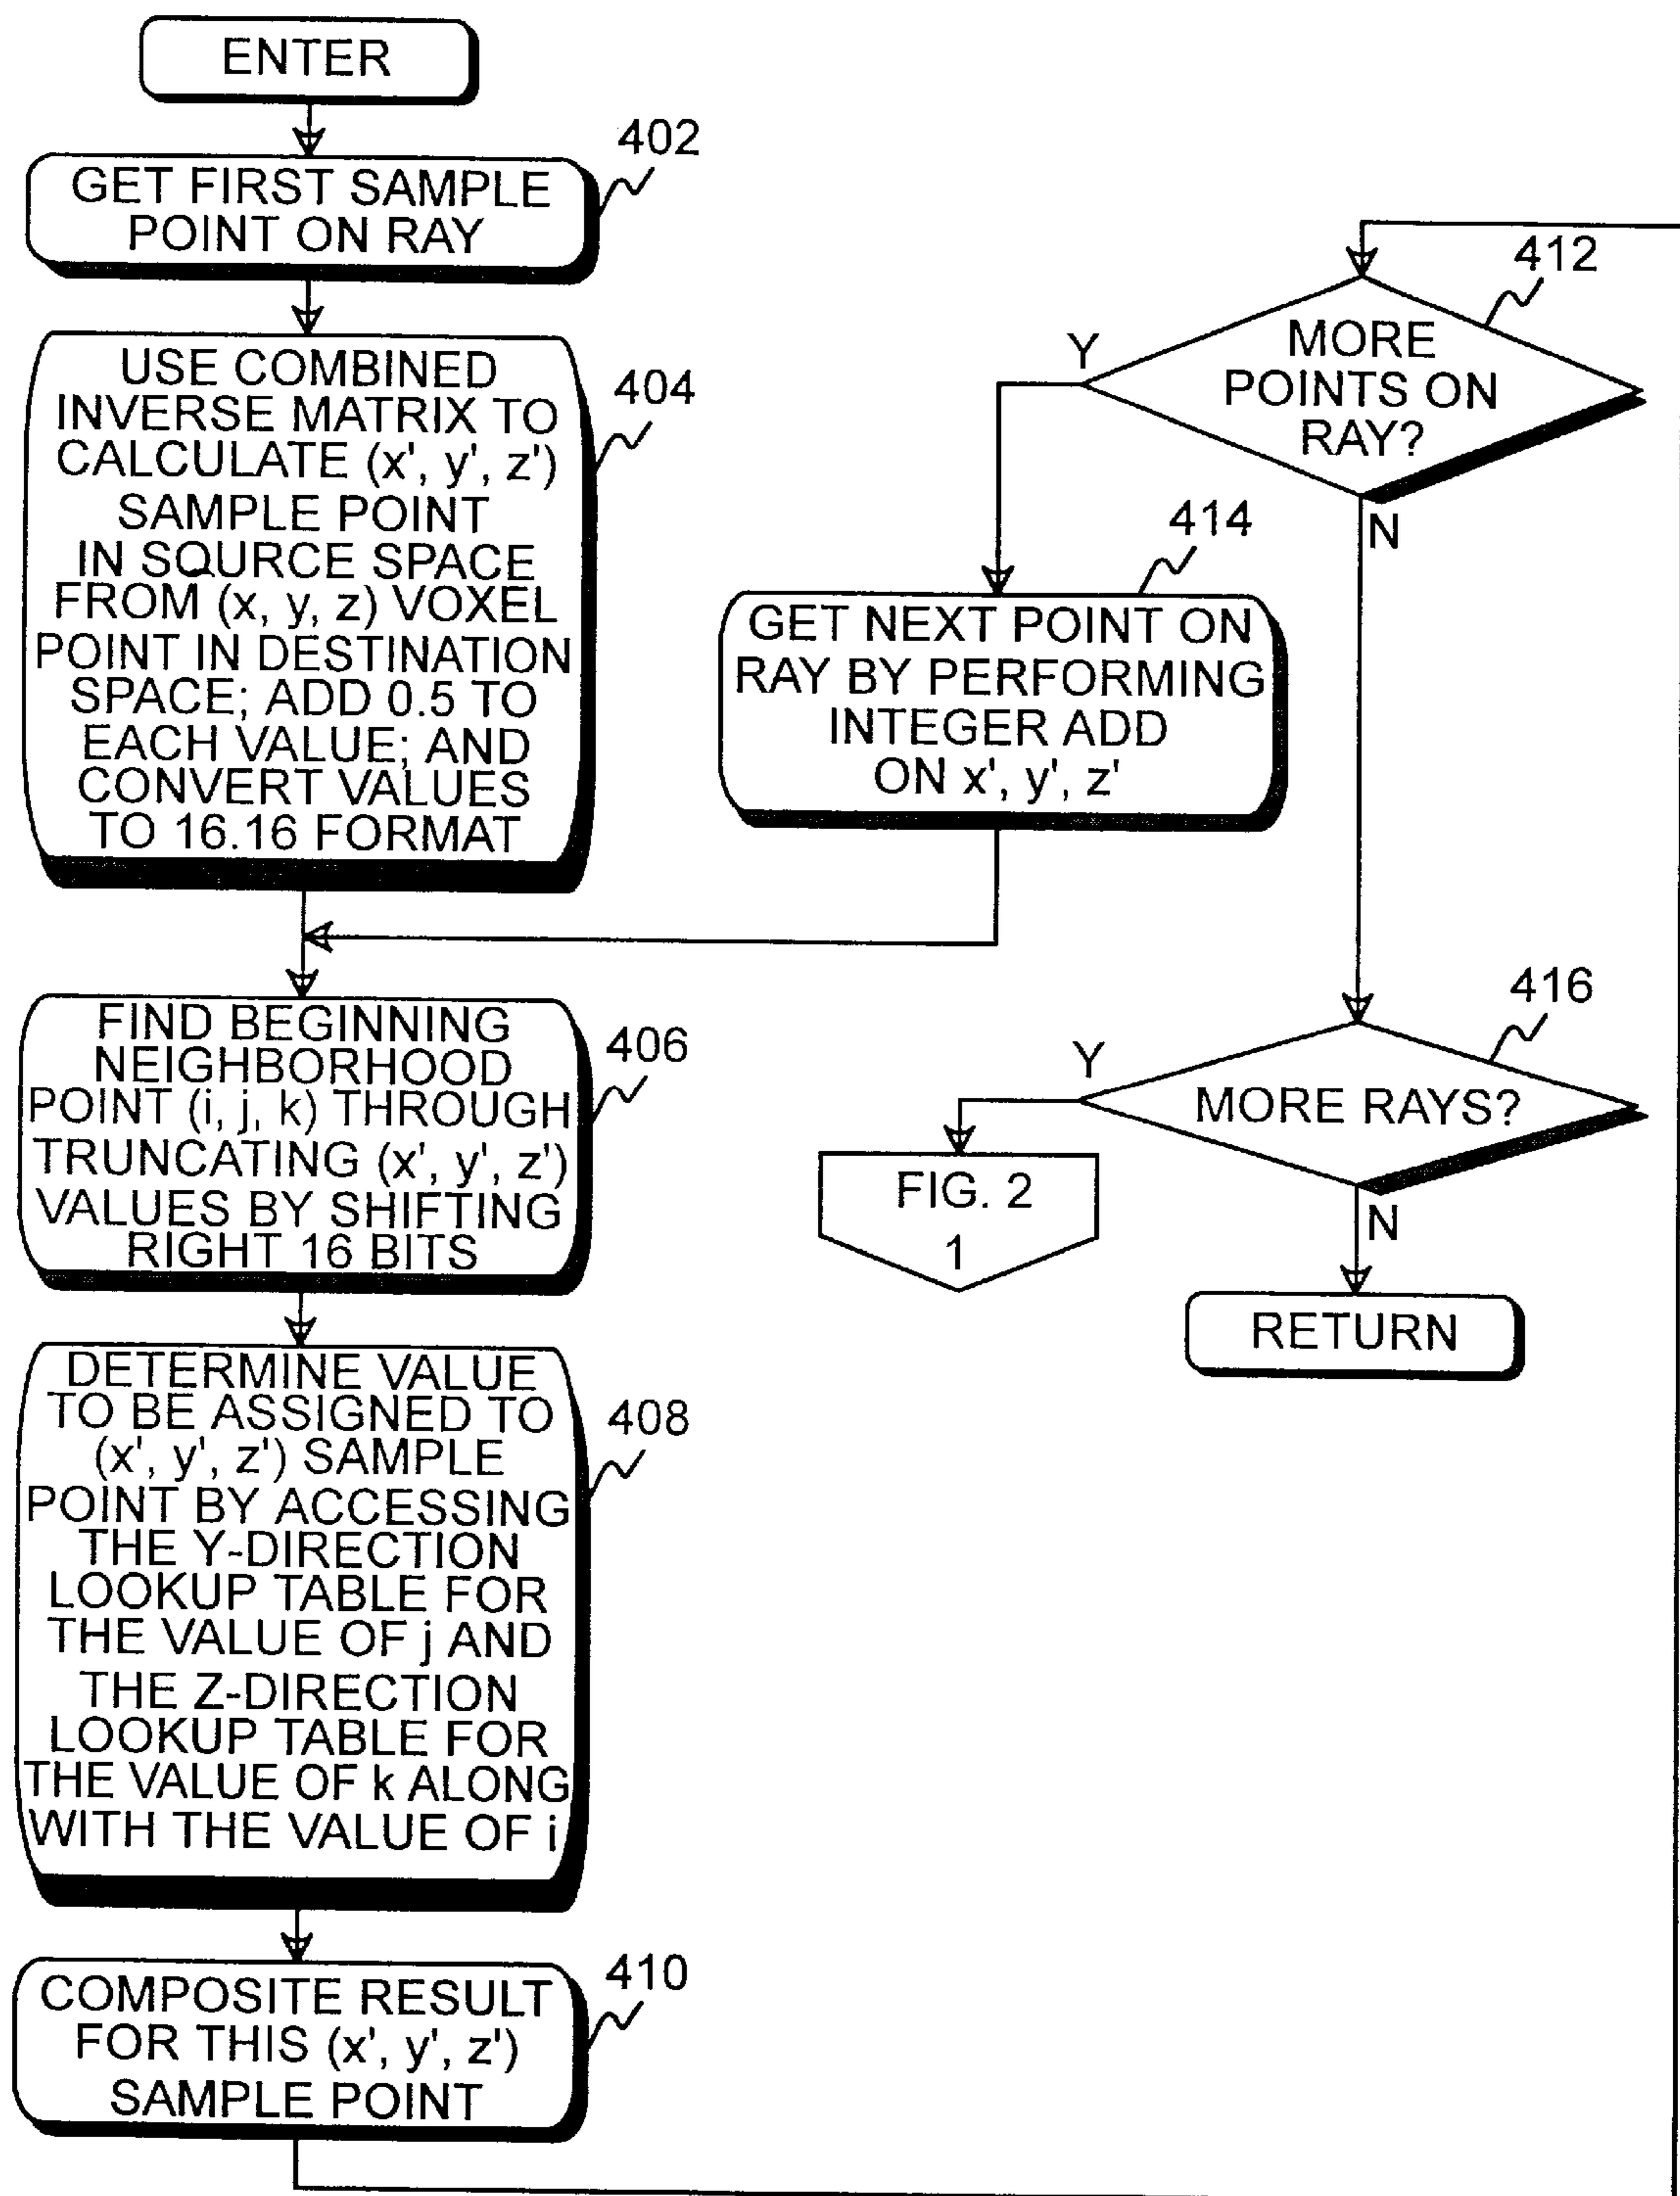 ENTER
402
GET FIRST SAMPLE
POINT ON RAY
404
USE COMBINED
INVERSE MATRIX TO
CALCULATE (x', y', z')
SAMPLE POINT
IN SOURCE SPACE
FROM (x, y, z) VOXEL
POINT IN DESTINATION
SPACE; ADD 0.5 TO
EACH VALUE; AND
CONVERT VALUES
TO 16.16 FORMAT
406
FIND BEGINNING
NEIGHBORHOOD
POINT (i, j, k) THROUGH
TRUNCATING (x', y', z')
VALUES BY SHIFTING
RIGHT 16 BITS
408
DETERMINE VALUE
TO BE ASSIGNED TO
(x', y', z') SAMPLE
POINT BY ACCESSING
THE Y-DIRECTION
LOOKUP TABLE FOR
THE VALUE OF j AND
THE Z-DIRECTION
LOOKUP TABLE FOR
THE VALUE OF k ALONG
WITH THE VALUE OF i
410
COMPOSITE RESULT
FOR THIS (x', y', z')
SAMPLE POINT
412
MORE
POINTS ON
RAY?
Y
N
414
GET NEXT POINT ON
RAY BY PERFORMING
INTEGER ADD
ON x', y', z'
416
MORE RAYS?
Y
N
FIG. 2
1
RETURN